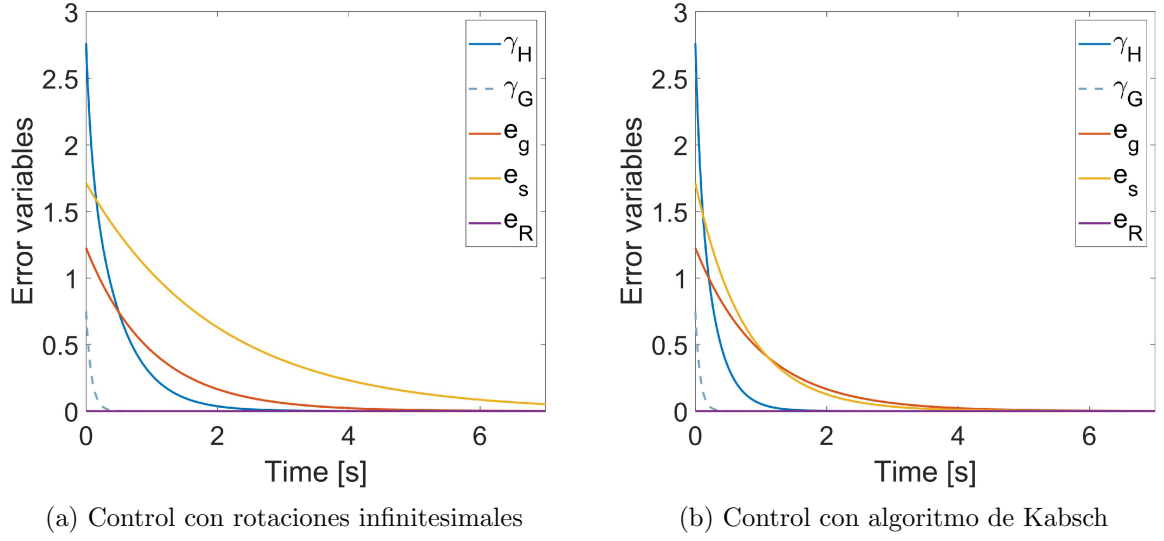 3
2.5
2
1.5
1
0.5
0
0
2
4
6
Error variables
Time [s]
γH
γG
eg
es
eR
(a) Control con rotaciones infinitesimales
3
2.5
2
1.5
1
0.5
0
0
2
4
6
Error variables
Time [s]
γH
γG
eg
es
eR
(b) Control con algoritmo de Kabsch